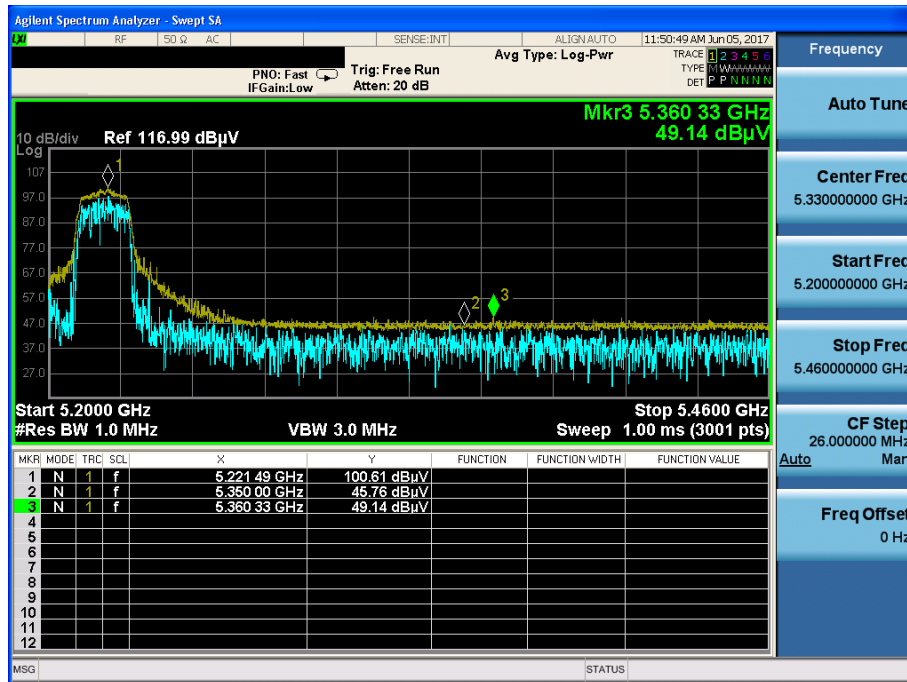 Agilent Spectrum Analyzer - Swept SA
LXI RF 50 Ω AC SENSE:INT ALIGN AUTO 11:50:49 AM Jun 05, 2017
Avg Type: Log-Pwr TRACE 1 2 3 4 5 6
PNO: Fast Trig: Free Run TYPE M W
IFGain:Low Atten: 20 dB DET P P N N N N
Mkr3 5.360 33 GHz
49.14 dBµV
10 dB/div Ref 116.99 dBµV
Log
107
97.0
87.0
77.0
67.0
57.0
47.0
37.0
27.0
1
2
3
Start 5.2000 GHz Stop 5.4600 GHz
#Res BW 1.0 MHz VBW 3.0 MHz Sweep 1.00 ms (3001 pts)
MKR MODE TRC SCL X Y FUNCTION FUNCTION WIDTH FUNCTION VALUE
1 N 1 f 5.221 49 GHz 100.61 dBµV
2 N 1 f 5.350 00 GHz 45.76 dBµV
3 N 1 f 5.360 33 GHz 49.14 dBµV
4
5
6
7
8
9
10
11
12
MSG STATUS
Frequency
Auto Tune
Center Freq
5.330000000 GHz
Start Freq
5.200000000 GHz
Stop Freq
5.460000000 GHz
CF Step
26.000000 MHz
Auto Man
Freq Offset
0 Hz